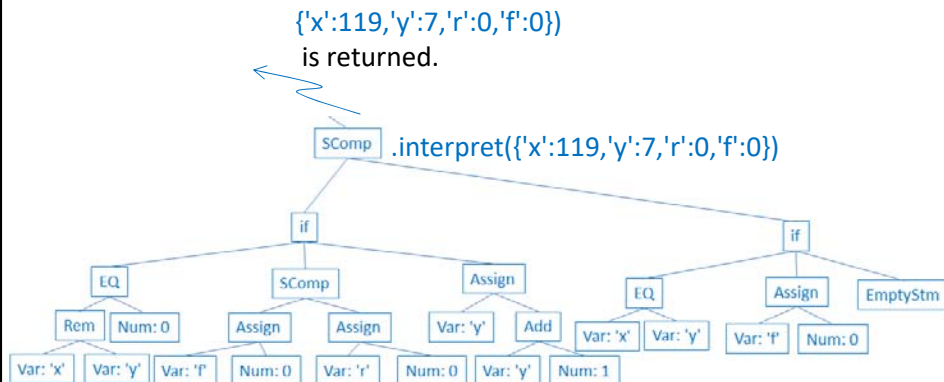 {'x':119,'y':7,'r':0,'f':0})
is returned.
SComp .interpret({'x':119,'y':7,'r':0,'f':0})
if if
EQ SComp Assign EQ Assign EmptyStm
Rem Num: 0 Assign Assign Var: 'y' Add Var: 'x' Var: 'y' Var: 'f' Num: 0
Var: 'x' Var: 'y' Var: 'f' Num: 0 Var: 'r' Num: 0 Var: 'y' Num: 1